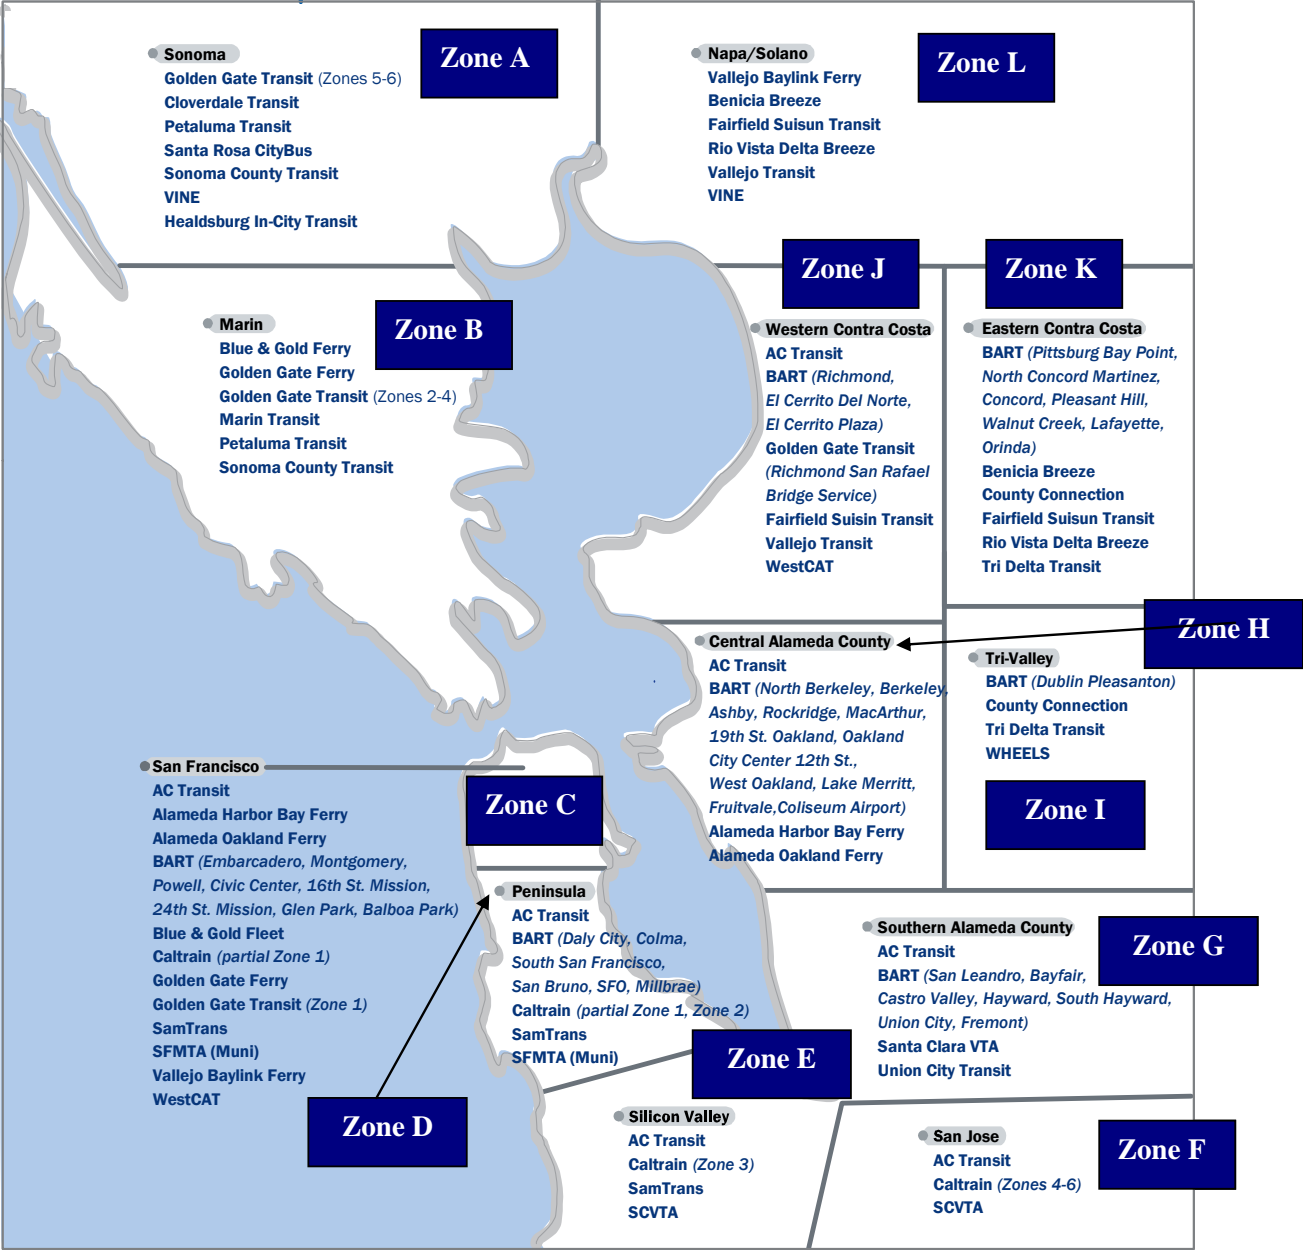 Zone A
Sonoma
Golden Gate Transit (Zones 5-6)
Cloverdale Transit
Petaluma Transit
Santa Rosa CityBus
Sonoma County Transit
VINE
Healdsburg In-City Transit
Zone L
Napa/Solano
Vallejo Baylink Ferry
Benicia Breeze
Fairfield Suisun Transit
Rio Vista Delta Breeze
Vallejo Transit
VINE
Zone B
Marin
Blue & Gold Ferry
Golden Gate Ferry
Golden Gate Transit (Zones 2-4)
Marin Transit
Petaluma Transit
Sonoma County Transit
Zone J
Western Contra Costa
AC Transit
BART (Richmond,
El Cerrito Del Norte,
El Cerrito Plaza)
Golden Gate Transit
(Richmond San Rafael
Bridge Service)
Fairfield Suisin Transit
Vallejo Transit
WestCAT
Zone K
Eastern Contra Costa
BART (Pittsburg Bay Point,
North Concord Martinez,
Concord, Pleasant Hill,
Walnut Creek, Lafayette,
Orinda)
Benicia Breeze
County Connection
Fairfield Suisun Transit
Rio Vista Delta Breeze
Tri Delta Transit
Zone H
Central Alameda County
AC Transit
BART (North Berkeley, Berkeley,
Ashby, Rockridge, MacArthur,
19th St. Oakland, Oakland
City Center 12th St.,
West Oakland, Lake Merritt,
Fruitvale,Coliseum Airport)
Alameda Harbor Bay Ferry
Alameda Oakland Ferry
Tri-Valley
BART (Dublin Pleasanton)
County Connection
Tri Delta Transit
WHEELS
Zone I
San Francisco
AC Transit
Alameda Harbor Bay Ferry
Alameda Oakland Ferry
BART (Embarcadero, Montgomery,
Powell, Civic Center, 16th St. Mission,
24th St. Mission, Glen Park, Balboa Park)
Blue & Gold Fleet
Caltrain (partial Zone 1)
Golden Gate Ferry
Golden Gate Transit (Zone 1)
SamTrans
SFMTA (Muni)
Vallejo Baylink Ferry
WestCAT
Zone C
Peninsula
AC Transit
BART (Daly City, Colma,
South San Francisco,
San Bruno, SFO, Millbrae)
Caltrain (partial Zone 1, Zone 2)
SamTrans
SFMTA (Muni)
Zone D
Southern Alameda County
AC Transit
BART (San Leandro, Bayfair,
Castro Valley, Hayward, South Hayward,
Union City, Fremont)
Santa Clara VTA
Union City Transit
Zone G
Zone E
Silicon Valley
AC Transit
Caltrain (Zone 3)
SamTrans
SCVTA
San Jose
AC Transit
Caltrain (Zones 4-6)
SCVTA
Zone F